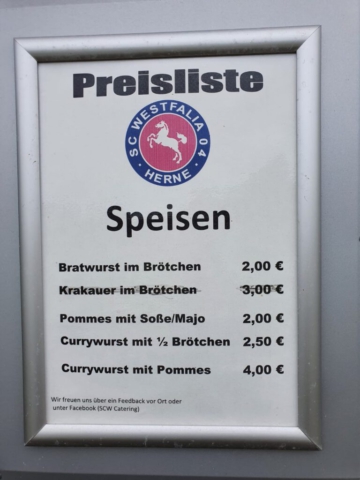 Preisliste
SC WESTFALIA 04
HERNE
Speisen
Bratwurst im Brötchen 2,00 €
Krakauer im Brötchen 3,00 €
Pommes mit Soße/Majo 2,00 €
Currywurst mit ½ Brötchen 2,50 €
Currywurst mit Pommes 4,00 €
Wir freuen uns über ein Feedback vor Ort oder
unter Facebook (SCW Catering)